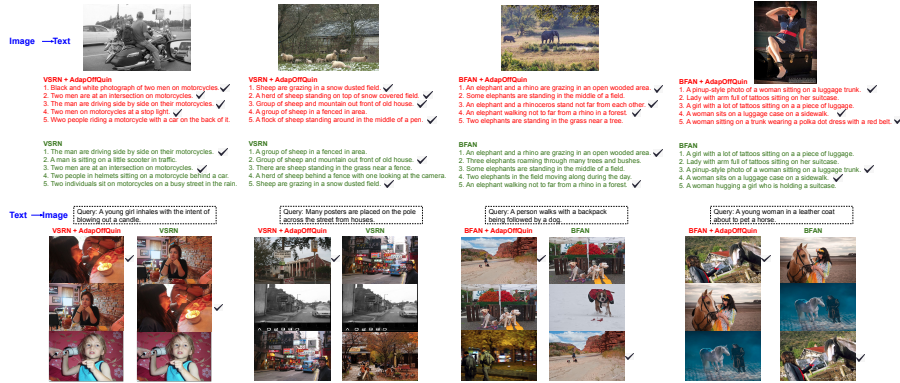 Image →Text
VSRN + AdapOffQuin
1. Black and white photograph of two men on motorcycles.
2. Two men are at an intersection on motorcycles.
3. The man are driving side by side on their motorcycles.
4. Two men on motorcycles at a stop light.
5. Wwo people riding a motorcycle with a car on the back of it.
VSRN + AdapOffQuin
1. Sheep are grazing in a snow dusted field.
2. A herd of sheep standing on top of snow covered field.
3. Group of sheep and mountain out front of old house.
4. A group of sheep in a fenced in area.
5. A flock of sheep standing around in the middle of a pen.
BFAN + AdapOffQuin
1. An elephant and a rhino are grazing in an open wooded area.
2. Some elephants are standing in the middle of a field.
3. An elephant and a rhinoceros stand not far from each other.
4. An elephant walking not to far from a rhino in a forest.
5. Two elephants are standing in the grass near a tree.
BFAN + AdapOffQuin
1. A pinup-style photo of a woman sitting on a luggage trunk.
2. Lady with arm full of tattoos sitting on her suitcase.
3. A girl with a lot of tattoos sitting on a a piece of luggage.
4. A woman sits on a luggage case on a sidewalk.
5. A woman sitting on a trunk wearing a polka dot dress with a red belt.
VSRN
1. The man are driving side by side on their motorcycles.
2. A man is sitting on a little scooter in traffic.
3. Two men are at an intersection on motorcycles.
4. Two people in helmets sitting on a motorcycle behind a car.
5. Two individuals sit on motorcycles on a busy street in the rain.
VSRN
1. A group of sheep in a fenced in area.
2. Group of sheep and mountain out front of old house.
3. There are sheep standing in the grass near a fence.
4. A herd of sheep behind a fence with one looking at the camera.
5. Sheep are grazing in a snow dusted field.
BFAN
1. An elephant and a rhino are grazing in an open wooded area.
2. Three elephants roaming through many trees and bushes.
3. Some elephants are standing in the middle of a field.
4. Two elephants in the field moving along during the day.
5. An elephant walking not to far from a rhino in a forest.
BFAN
1. A girl with a lot of tattoos sitting on a a piece of luggage.
2. Lady with arm full of tattoos sitting on her suitcase.
3. A pinup-style photo of a woman sitting on a luggage trunk.
4. A woman sits on a luggage case on a sidewalk.
5. A woman hugging a girl who is holding a suitcase.
Text →Image
Query: A young girl inhales with the intent of
blowing out a candle.
Query: Many posters are placed on the pole
across the street from houses.
Query: A person walks with a backpack
being followed by a dog.
Query: A young woman in a leather coat
about to pet a horse.
VSRN + AdapOffQuin VSRN
VSRN + AdapOffQuin VSRN
BFAN + AdapOffQuin BFAN
BFAN + AdapOffQuin BFAN